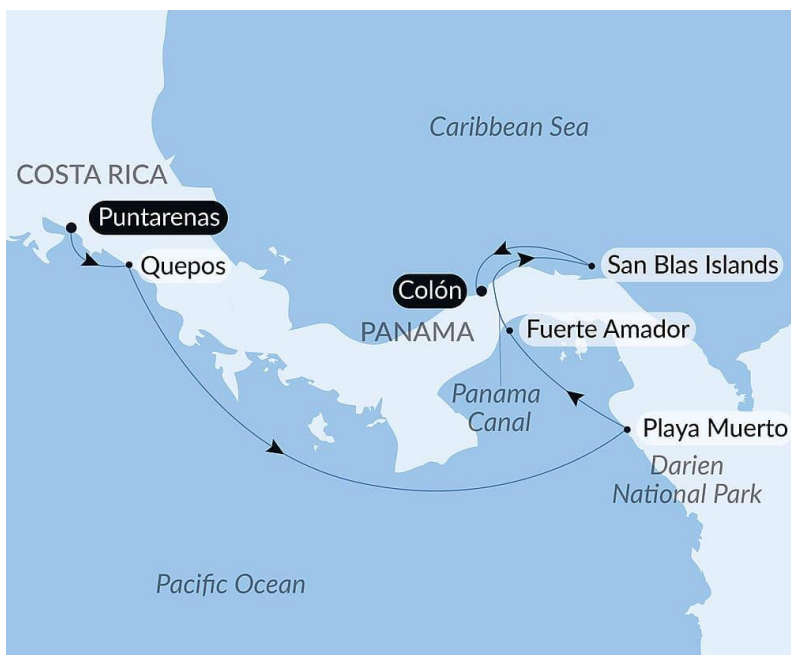 Caribbean Sea
COSTA RICA
Puntarenas
Quepos
San Blas Islands
Colón
PANAMA
Fuerte Amador
Panama
Canal
Playa Muerto
Darien
National Park
Pacific Ocean